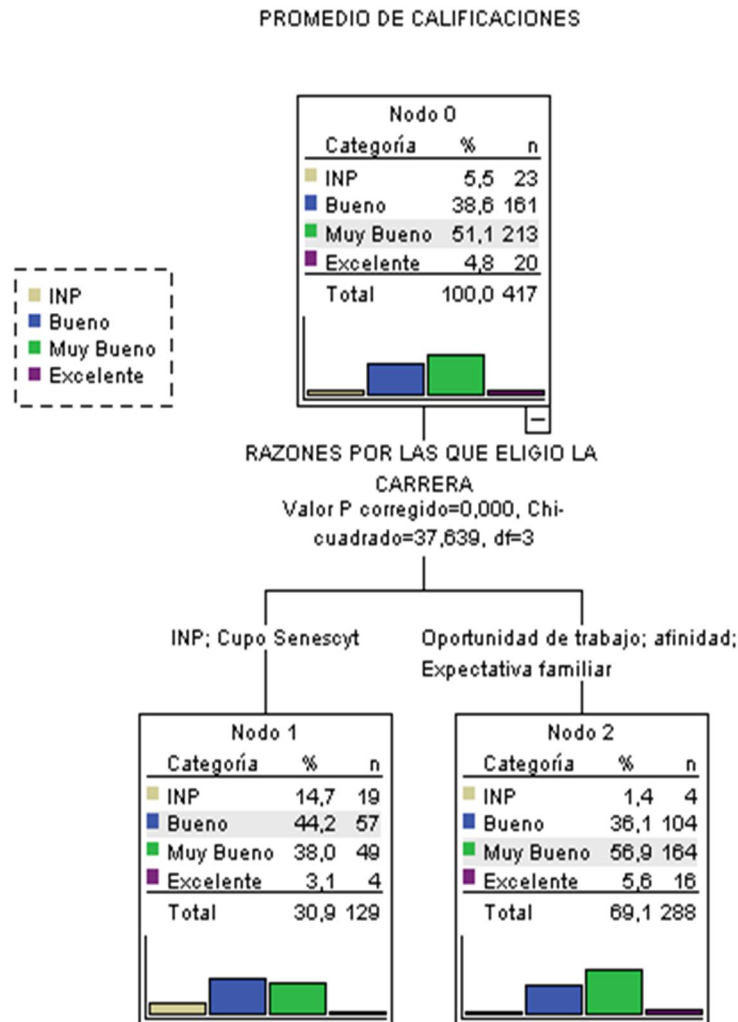 PROMEDIO DE CALIFICACIONES
Nodo 0
Categoría % n
INP 5,5 23
Bueno 38,6 161
Muy Bueno 51,1 213
Excelente 4,8 20
Total 100,0 417
INP
Bueno
Muy Bueno
Excelente
RAZONES POR LAS QUE ELIGIO LA
CARRERA
Valor P corregido=0,000, Chi-
cuadrado=37,639, df=3
INP; Cupo Senescyt
Oportunidad de trabajo; afinidad;
Expectativa familiar
Nodo 1
Categoría % n
INP 14,7 19
Bueno 44,2 57
Muy Bueno 38,0 49
Excelente 3,1 4
Total 30,9 129
Nodo 2
Categoría % n
INP 1,4 4
Bueno 36,1 104
Muy Bueno 56,9 164
Excelente 5,6 16
Total 69,1 288